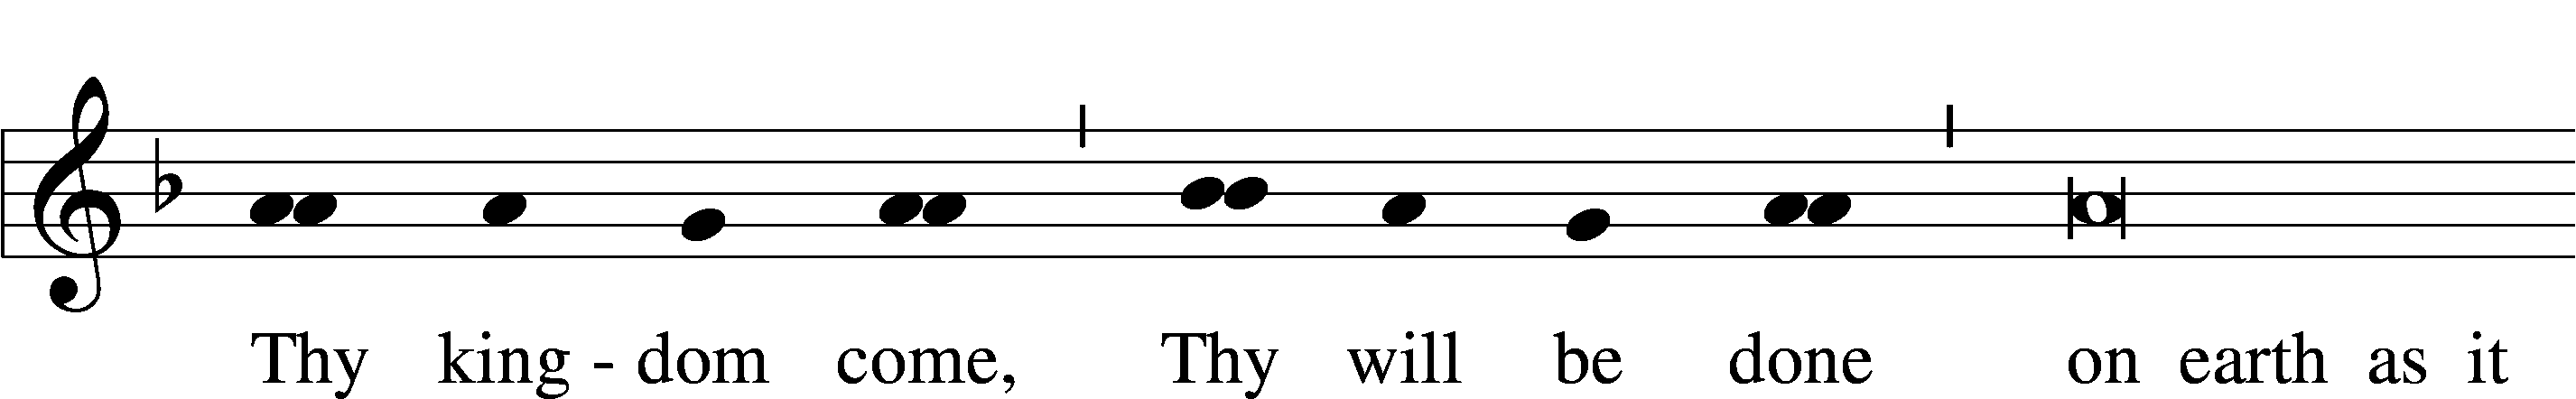 Thy king - dom come, Thy will be done on earth as it